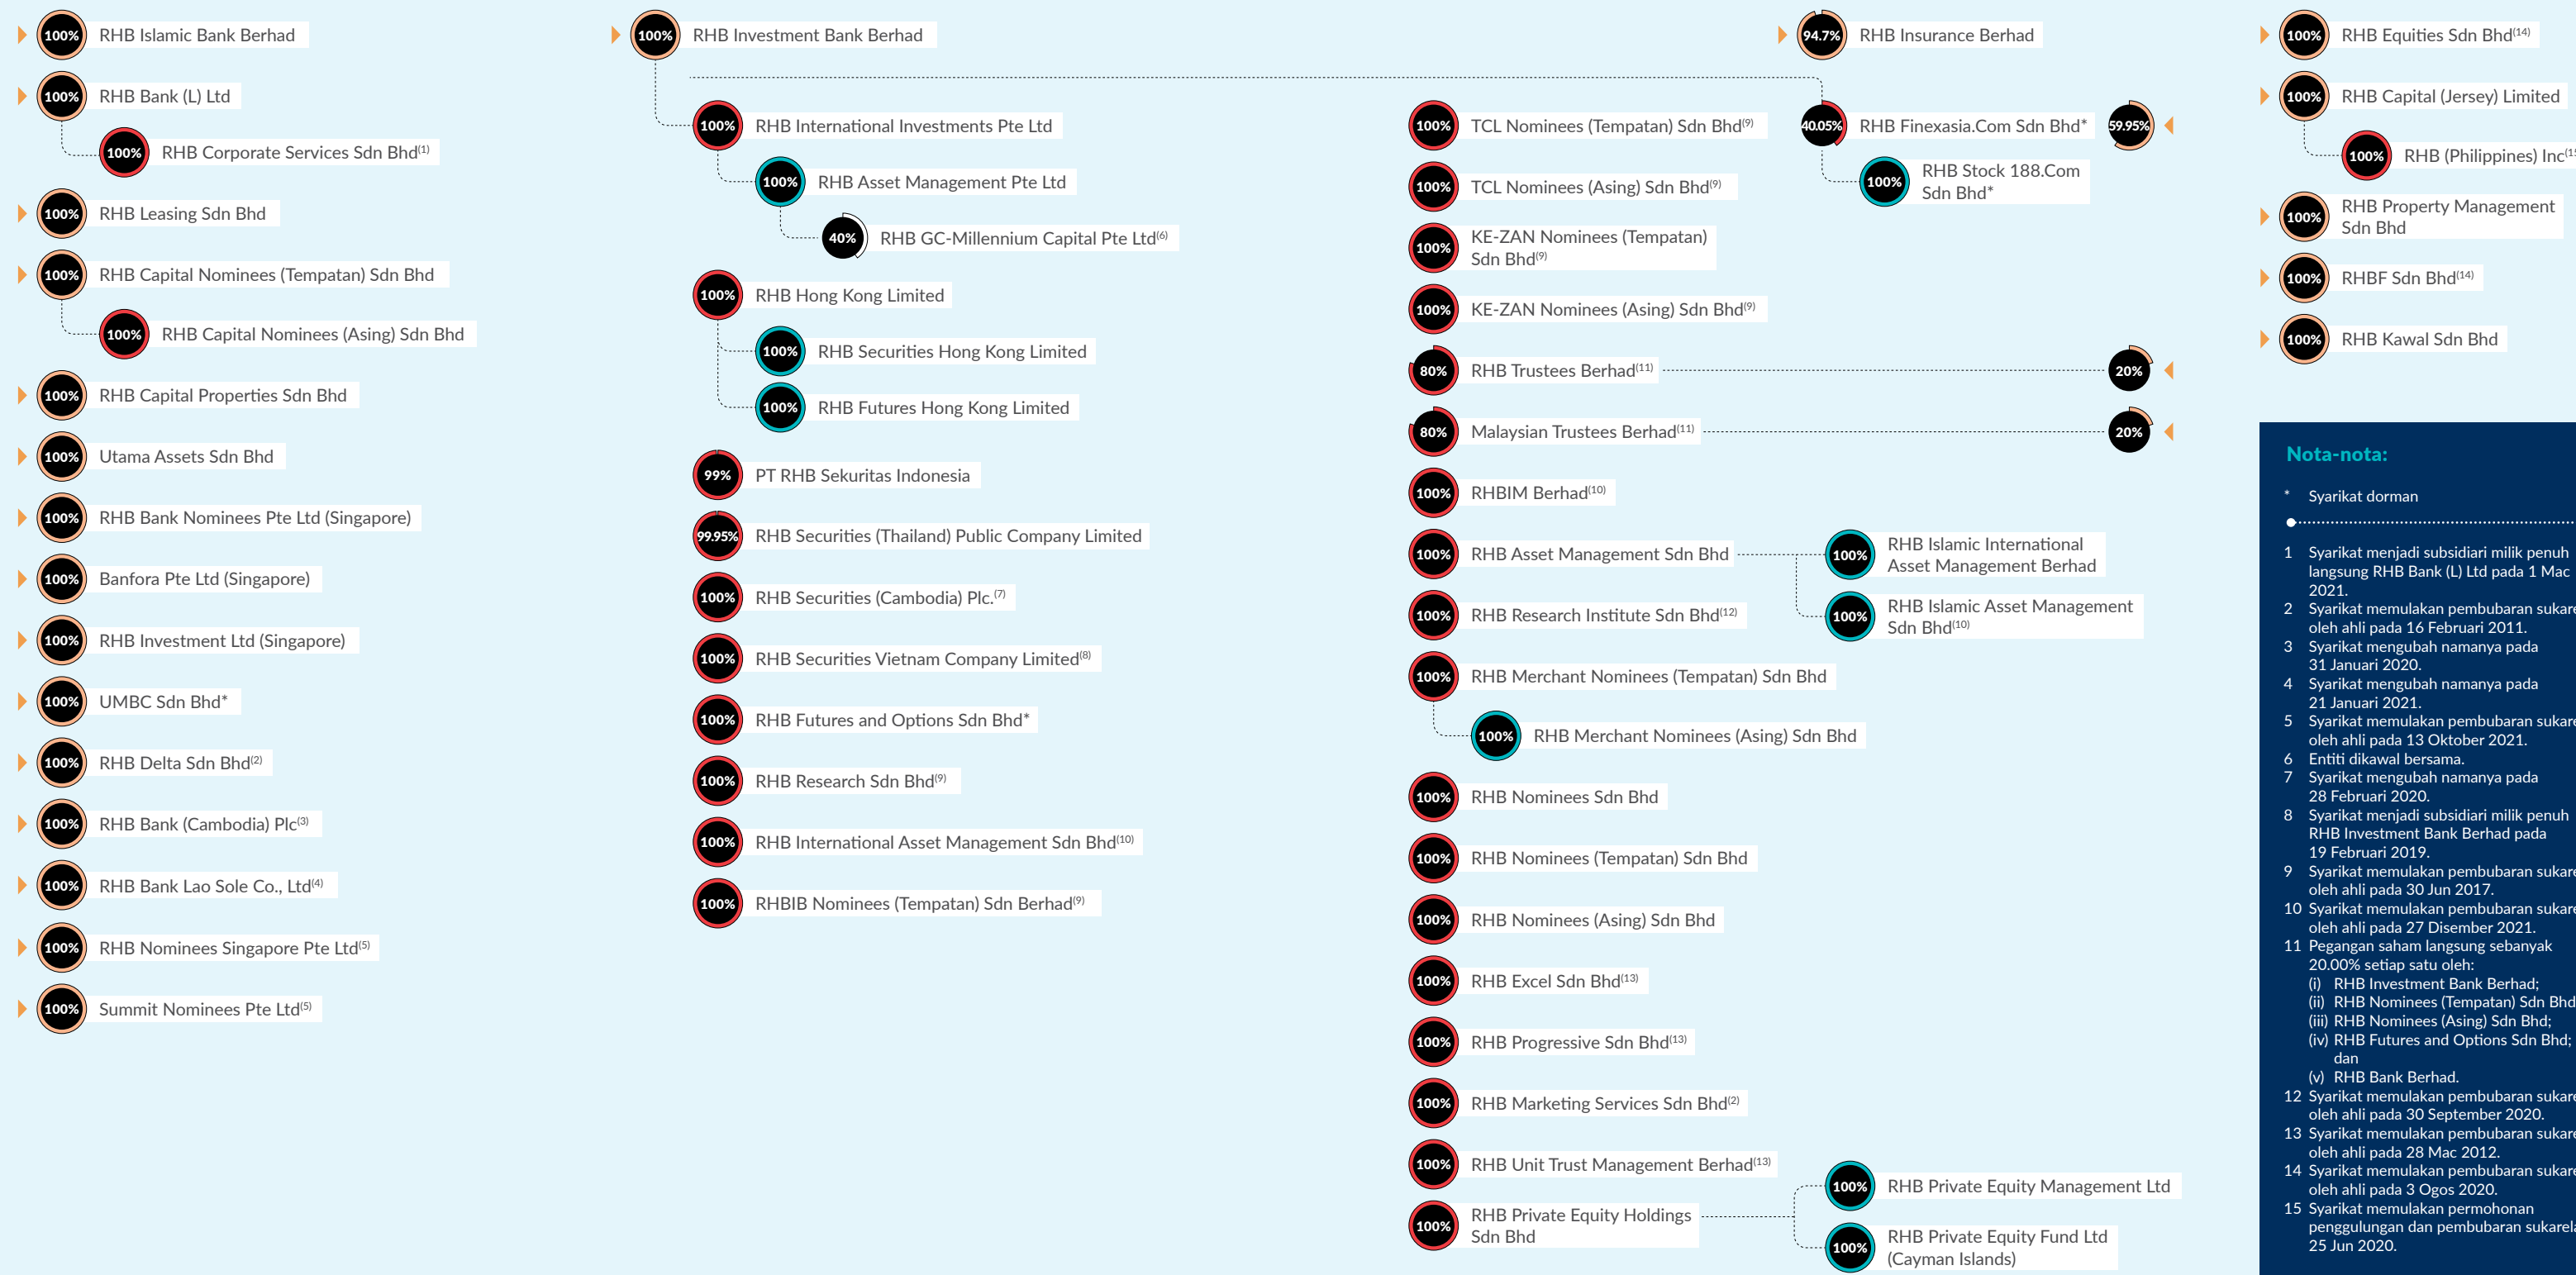 100% RHB Islamic Bank Berhad
100% RHB Bank (L) Ltd
100% RHB Corporate Services Sdn Bhd(1)
100% RHB Leasing Sdn Bhd
100% RHB Capital Nominees (Tempatan) Sdn Bhd
100% RHB Capital Nominees (Asing) Sdn Bhd
100% RHB Capital Properties Sdn Bhd
100% Utama Assets Sdn Bhd
100% RHB Bank Nominees Pte Ltd (Singapore)
100% Banfora Pte Ltd (Singapore)
100% RHB Investment Ltd (Singapore)
100% UMBC Sdn Bhd*
100% RHB Delta Sdn Bhd(2)
100% RHB Bank (Cambodia) Plc(3)
100% RHB Bank Lao Sole Co., Ltd(4)
100% RHB Nominees Singapore Pte Ltd(5)
100% Summit Nominees Pte Ltd(5)
100% RHB Investment Bank Berhad
100% RHB International Investments Pte Ltd
100% RHB Asset Management Pte Ltd
40% RHB GC-Millennium Capital Pte Ltd(6)
100% RHB Hong Kong Limited
100% RHB Securities Hong Kong Limited
100% RHB Futures Hong Kong Limited
99% PT RHB Sekuritas Indonesia
99.95% RHB Securities (Thailand) Public Company Limited
100% RHB Securities (Cambodia) Plc.(7)
100% RHB Securities Vietnam Company Limited(8)
100% RHB Futures and Options Sdn Bhd*
100% RHB Research Sdn Bhd(9)
100% RHB International Asset Management Sdn Bhd(10)
100% RHBIB Nominees (Tempatan) Sdn Berhad(9)
100% TCL Nominees (Tempatan) Sdn Bhd(9)
100% TCL Nominees (Asing) Sdn Bhd(9)
100% KE-ZAN Nominees (Tempatan)
Sdn Bhd(9)
100% KE-ZAN Nominees (Asing) Sdn Bhd(9)
80% RHB Trustees Berhad(11) 20%
80% Malaysian Trustees Berhad(11) 20%
100% RHBIM Berhad(10)
100% RHB Asset Management Sdn Bhd
100% RHB Islamic International
Asset Management Berhad
100% RHB Islamic Asset Management
Sdn Bhd(10)
100% RHB Research Institute Sdn Bhd(12)
100% RHB Merchant Nominees (Tempatan) Sdn Bhd
100% RHB Merchant Nominees (Asing) Sdn Bhd
100% RHB Nominees Sdn Bhd
100% RHB Nominees (Tempatan) Sdn Bhd
100% RHB Nominees (Asing) Sdn Bhd
100% RHB Excel Sdn Bhd(13)
100% RHB Progressive Sdn Bhd(13)
100% RHB Marketing Services Sdn Bhd(2)
100% RHB Unit Trust Management Berhad(13)
100% RHB Private Equity Holdings
Sdn Bhd
100% RHB Private Equity Management Ltd
100% RHB Private Equity Fund Ltd
(Cayman Islands)
94.7% RHB Insurance Berhad
40.05% RHB Finexasia.Com Sdn Bhd* 59.95%
100% RHB Stock 188.Com
Sdn Bhd*
100% RHB Equities Sdn Bhd(14)
100% RHB Capital (Jersey) Limited
100% RHB (Philippines) Inc
100% RHB Property Management
Sdn Bhd
100% RHBF Sdn Bhd(14)
100% RHB Kawal Sdn Bhd
Nota-nota:
* Syarikat dorman
1 Syarikat menjadi subsidiari milik penuh
langsung RHB Bank (L) Ltd pada 1 Mac
2021.
2 Syarikat memulakan pembubaran
oleh ahli pada 16 Februari 2011.
3 Syarikat mengubah namanya pada
31 Januari 2020.
4 Syarikat mengubah namanya pada
21 Januari 2021.
5 Syarikat memulakan pembubaran
oleh ahli pada 13 Oktober 2021.
6 Entiti dikawal bersama.
7 Syarikat mengubah namanya pada
28 Februari 2020.
8 Syarikat menjadi subsidiari milik penuh
RHB Investment Bank Berhad pada
19 Februari 2019.
9 Syarikat memulakan pembubaran
oleh ahli pada 30 Jun 2017.
10 Syarikat memulakan pembubaran
oleh ahli pada 27 Disember 2021.
11 Pegangan saham langsung sebanyak
20.00% setiap satu oleh:
(i) RHB Investment Bank Berhad;
(ii) RHB Nominees (Tempatan) Sdn Bhd
(iii) RHB Nominees (Asing) Sdn Bhd;
(iv) RHB Futures and Options Sdn Bhd;
dan
(v) RHB Bank Berhad.
12 Syarikat memulakan pembubaran
oleh ahli pada 30 September 2020.
13 Syarikat memulakan pembubaran
oleh ahli pada 28 Mac 2012.
14 Syarikat memulakan pembubaran
oleh ahli pada 3 Ogos 2020.
15 Syarikat memulakan permohonan
penggulungan dan pembubaran sukarela
25 Jun 2020.